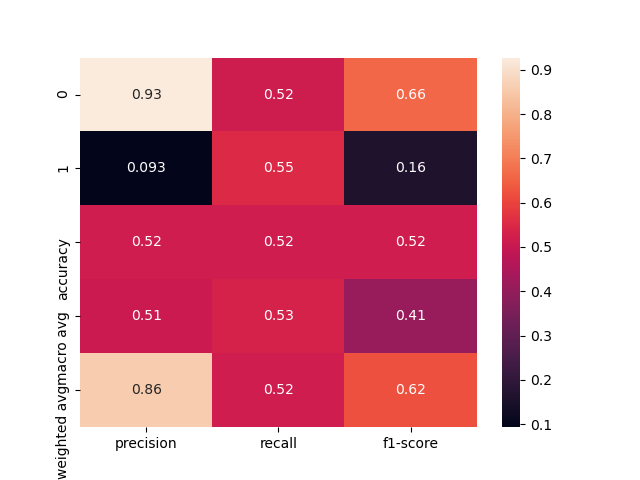 0
0.93 0.52 0.66
1
0.093 0.55 0.16
accuracy
0.52 0.52 0.52
macro avg
0.51 0.53 0.41
weighted avg
0.86 0.52 0.62
precision recall f1-score
0.9
0.8
0.7
0.6
0.5
0.4
0.3
0.2
0.1